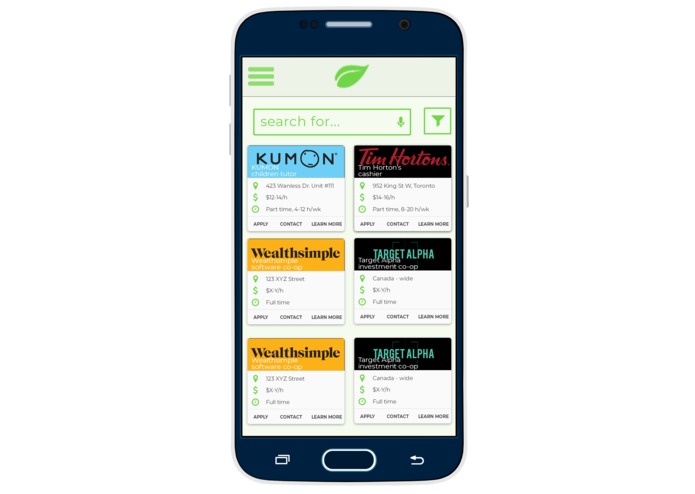 search for...
KUMON
KUMON
children tutor
423 Wanless Dr. Unit #111
$12-14/h
Part time, 4-12 h/wk
APPLY CONTACT LEARN MORE
Tim Hortons
Tim Horton's
cashier
952 King St W, Toronto
$14-16/h
Part time, 8-20 h/wk
APPLY CONTACT LEARN MORE
Wealthsimple
Wealthsimple
software co-op
123 XYZ Street
$X-Y/h
Full time
APPLY CONTACT LEARN MORE
TARGET ALPHA
Target Alpha
investment co-op
Canada - wide
$X-Y/h
Full time
APPLY CONTACT LEARN MORE
Wealthsimple
Wealthsimple
software co-op
123 XYZ Street
$X-Y/h
Full time
APPLY CONTACT LEARN MORE
TARGET ALPHA
Target Alpha
investment co-op
Canada - wide
$X-Y/h
Full time
APPLY CONTACT LEARN MORE